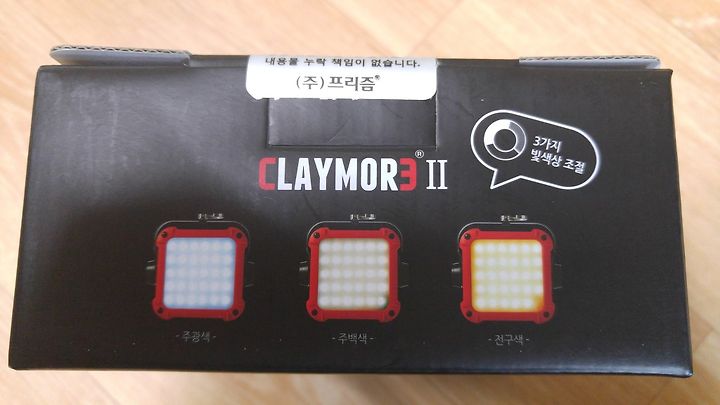 내용물 누락 책임이 없습니다.
(주)프리즘®
CLAYMORE® II
3가지
빛색상 조절
- 주광색 -
- 주백색 -
- 전구색 -